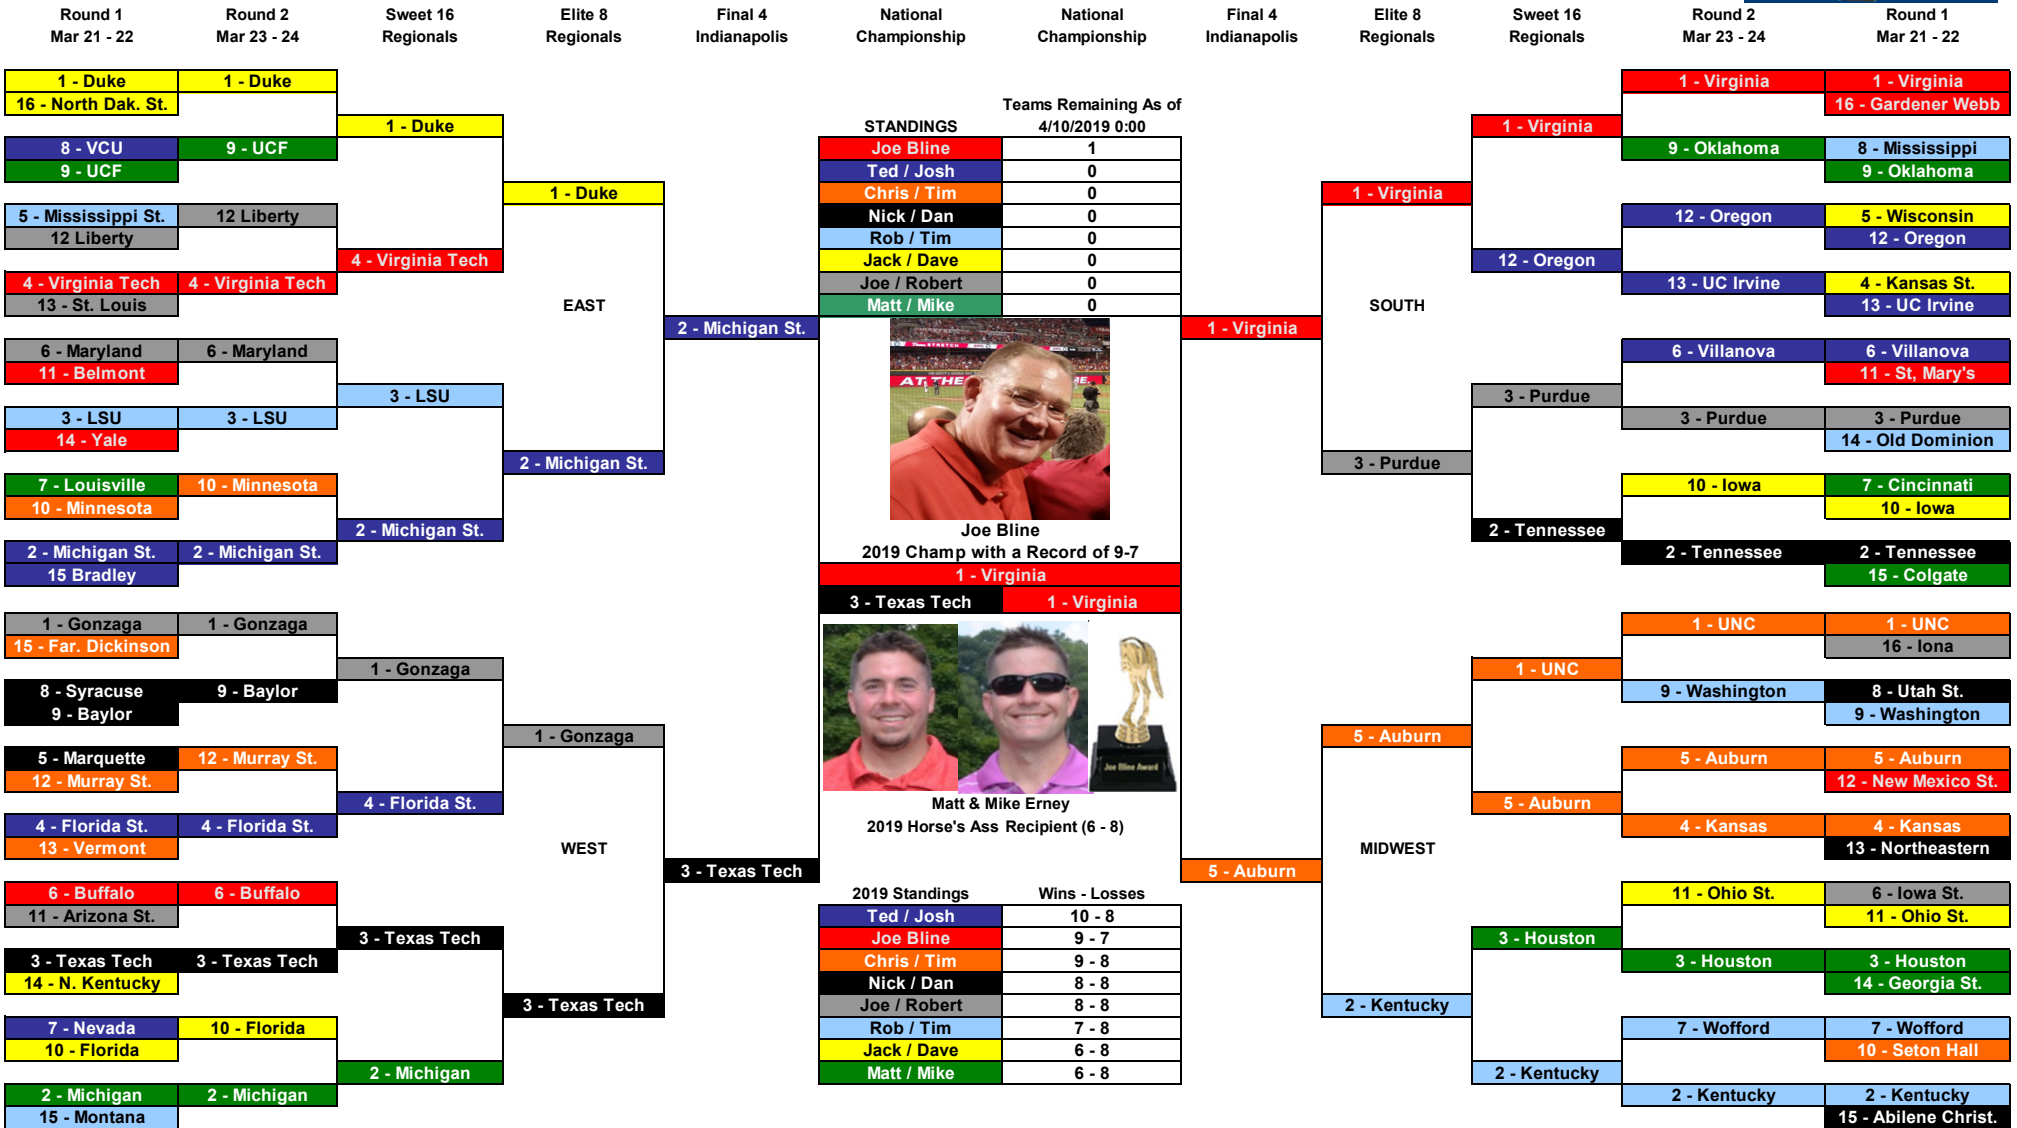 Round 1
Mar 21 - 22
Round 2
Mar 23 - 24
Sweet 16
Regionals
Elite 8
Regionals
Final 4
Indianapolis
National
Championship
National
Championship
Final 4
Indianapolis
Elite 8
Regionals
Sweet 16
Regionals
Round 2
Mar 23 - 24
Round 1
Mar 21 - 22
1 - Duke
16 - North Dak. St.
8 - VCU
9 - UCF
5 - Mississippi St.
12 Liberty
4 - Virginia Tech
13 - St. Louis
6 - Maryland
11 - Belmont
3 - LSU
14 - Yale
7 - Louisville
10 - Minnesota
2 - Michigan St.
15 Bradley
1 - Gonzaga
15 - Far. Dickinson
8 - Syracuse
9 - Baylor
5 - Marquette
12 - Murray St.
4 - Florida St.
13 - Vermont
6 - Buffalo
11 - Arizona St.
3 - Texas Tech
14 - N. Kentucky
7 - Nevada
10 - Florida
2 - Michigan
15 - Montana
1 - Duke
9 - UCF
12 Liberty
4 - Virginia Tech
6 - Maryland
3 - LSU
10 - Minnesota
2 - Michigan St.
1 - Gonzaga
9 - Baylor
12 - Murray St.
4 - Florida St.
6 - Buffalo
3 - Texas Tech
10 - Florida
2 - Michigan
1 - Duke
4 - Virginia Tech
3 - LSU
2 - Michigan St.
1 - Gonzaga
4 - Florida St.
3 - Texas Tech
2 - Michigan
1 - Duke
EAST
2 - Michigan St.
1 - Gonzaga
WEST
3 - Texas Tech
2 - Michigan St.
3 - Texas Tech
Teams Remaining As of
STANDINGS 4/10/2019 0:00
Joe Bline 1
Ted / Josh 0
Chris / Tim 0
Nick / Dan 0
Rob / Tim 0
Jack / Dave 0
Joe / Robert 0
Matt / Mike 0
AT THE
Joe Bline
2019 Champ with a Record of 9-7
1 - Virginia
3 - Texas Tech 1 - Virginia
Joe Bline Award
Matt & Mike Erney
2019 Horse's Ass Recipient (6 - 8)
2019 Standings Wins - Losses
Ted / Josh 10 - 8
Joe Bline 9 - 7
Chris / Tim 9 - 8
Nick / Dan 8 - 8
Joe / Robert 8 - 8
Rob / Tim 7 - 8
Jack / Dave 6 - 8
Matt / Mike 6 - 8
1 - Virginia
5 - Auburn
1 - Virginia
SOUTH
3 - Purdue
5 - Auburn
MIDWEST
2 - Kentucky
1 - Virginia
12 - Oregon
3 - Purdue
2 - Tennessee
1 - UNC
5 - Auburn
3 - Houston
2 - Kentucky
1 - Virginia
9 - Oklahoma
12 - Oregon
13 - UC Irvine
6 - Villanova
3 - Purdue
10 - Iowa
2 - Tennessee
1 - UNC
9 - Washington
5 - Auburn
4 - Kansas
11 - Ohio St.
3 - Houston
7 - Wofford
2 - Kentucky
1 - Virginia
16 - Gardener Webb
8 - Mississippi
9 - Oklahoma
5 - Wisconsin
12 - Oregon
4 - Kansas St.
13 - UC Irvine
6 - Villanova
11 - St, Mary's
3 - Purdue
14 - Old Dominion
7 - Cincinnati
10 - Iowa
2 - Tennessee
15 - Colgate
1 - UNC
16 - Iona
8 - Utah St.
9 - Washington
5 - Auburn
12 - New Mexico St.
4 - Kansas
13 - Northeastern
6 - Iowa St.
11 - Ohio St.
3 - Houston
14 - Georgia St.
7 - Wofford
10 - Seton Hall
2 - Kentucky
15 - Abilene Christ.